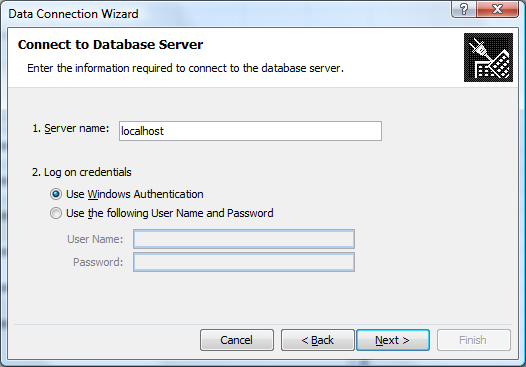 Data Connection Wizard
?
Connect to Database Server
Enter the information required to connect to the database server.
1. Server name: localhost
2. Log on credentials
Use Windows Authentication
Use the following User Name and Password
User Name:
Password:
Cancel < Back Next > Finish